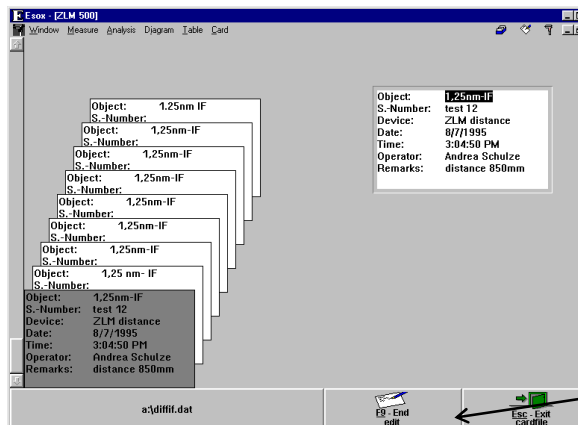 Esox - [ZLM 500]
Window Measure Analysis Djagram Table Card
Object: 1.25nm IF
S.-Number:
Object: 1,25nm-IF
S.-Number:
Object: 1,25nm-IF
S.-Number:
Object: 1,25nm-IF
S.-Number:
Object: 1,25nm-IF
S.-Number:
Object: 1,25nm-IF
S.-Number:
Object: 1,25nm-IF
S.-Number:
Object: 1,25 nm- IF
S.-Number:
Object: 1,25nm-IF
S.-Number: test 12
Device: ZLM distance
Date: 8/7/1995
Time: 3:04:50 PM
Operator: Andrea Schulze
Remarks: distance 850mm
Object: 1,25nm-IF
S.-Number: test 12
Device: ZLM distance
Date: 8/7/1995
Time: 3:04:50 PM
Operator: Andrea Schulze
Remarks: distance 850mm
a:\diffif.dat
F9 - End
edit
Esc - Exit
cardfile